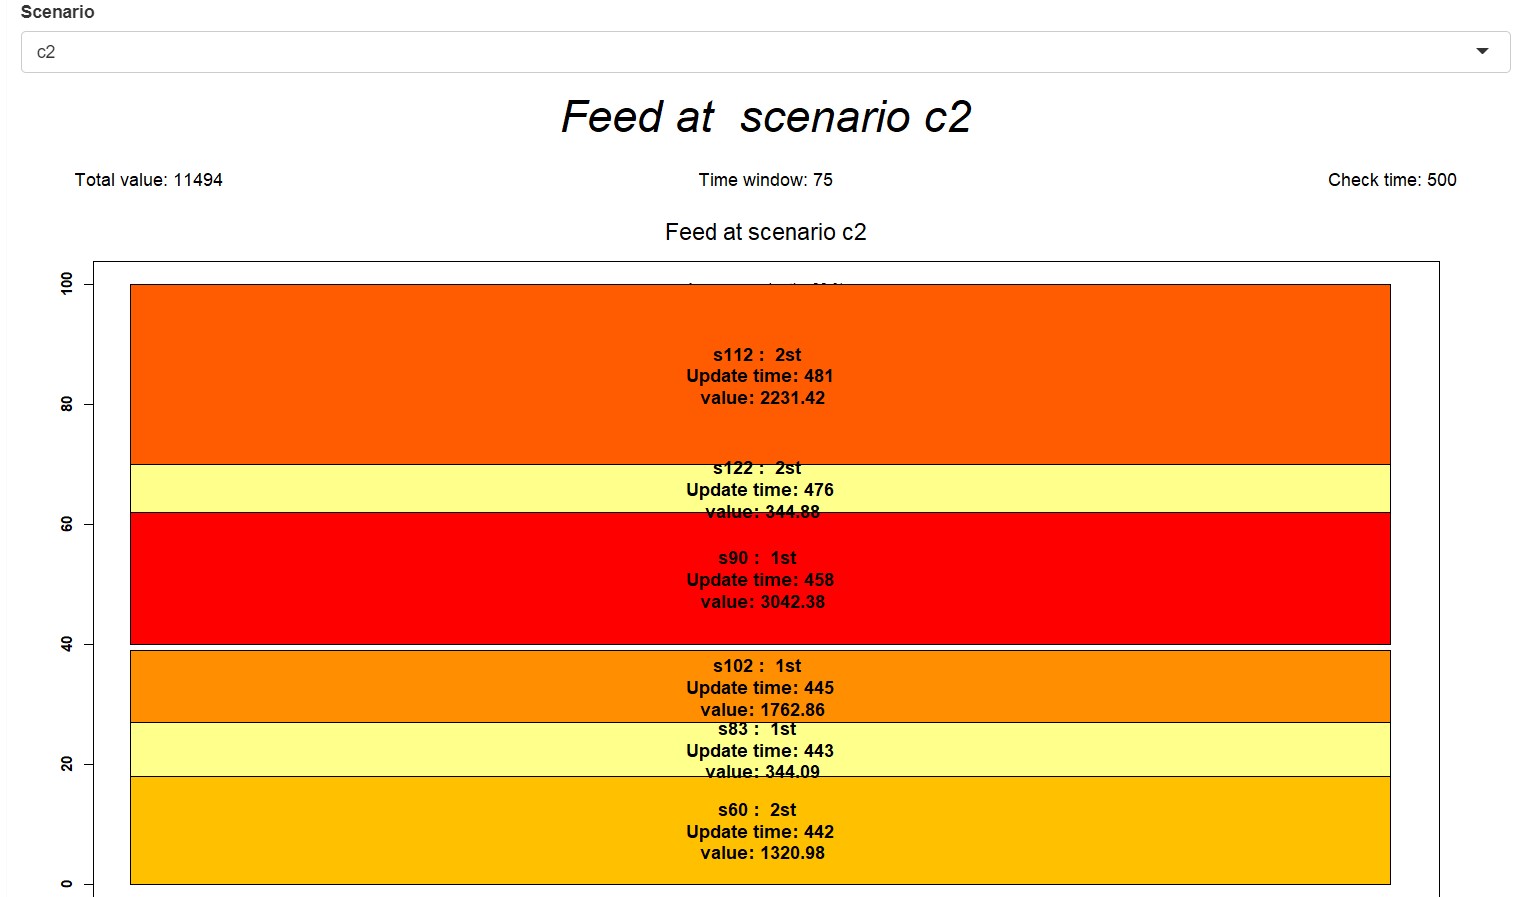 Scenario
c2
Feed at  scenario c2
Total value: 11494
Time window: 75
Check time: 500
Feed at scenario c2
100
s112 :  2st
Update time: 481
value: 2231.42
80
s122 :  2st
Update time: 476
value: 344.88
60
s90 :  1st
Update time: 458
value: 3042.38
40
s102 :  1st
Update time: 445
value: 1762.86
s83 :  1st
Update time: 443
value: 344.09
20
s60 :  2st
Update time: 442
value: 1320.98
0